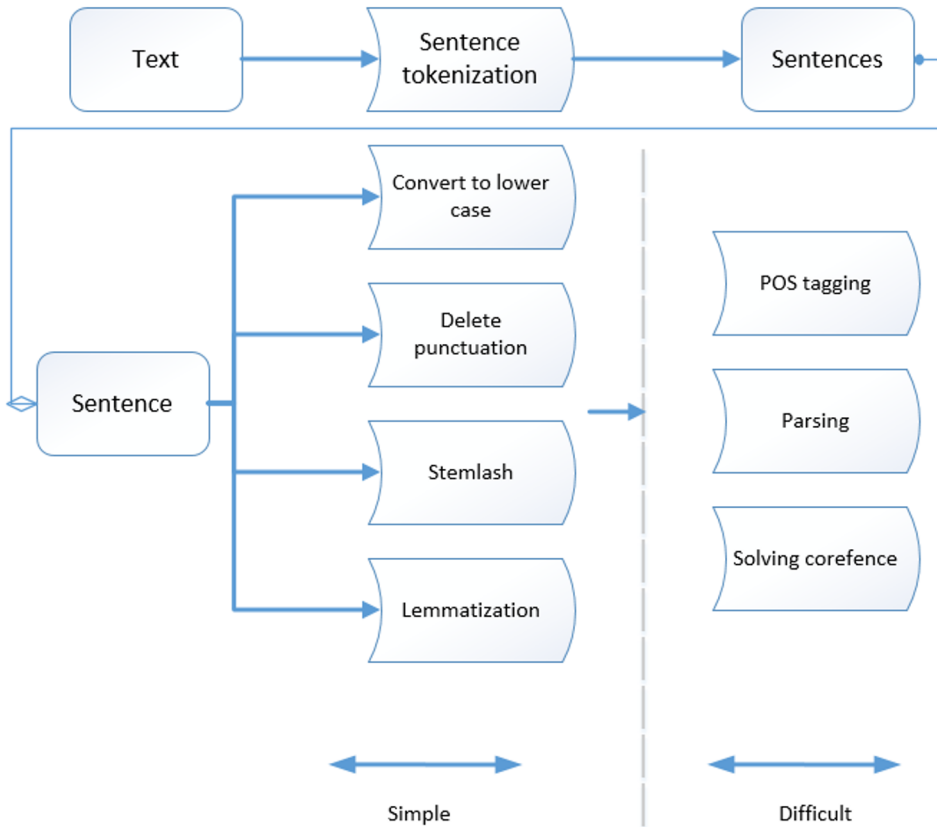 Text
Sentence
tokenization
Sentences
Convert to lower
case
Delete
punctuation
Sentence
Stemlash
Lemmatization
POS tagging
Parsing
Solving corefence
Simple
Difficult